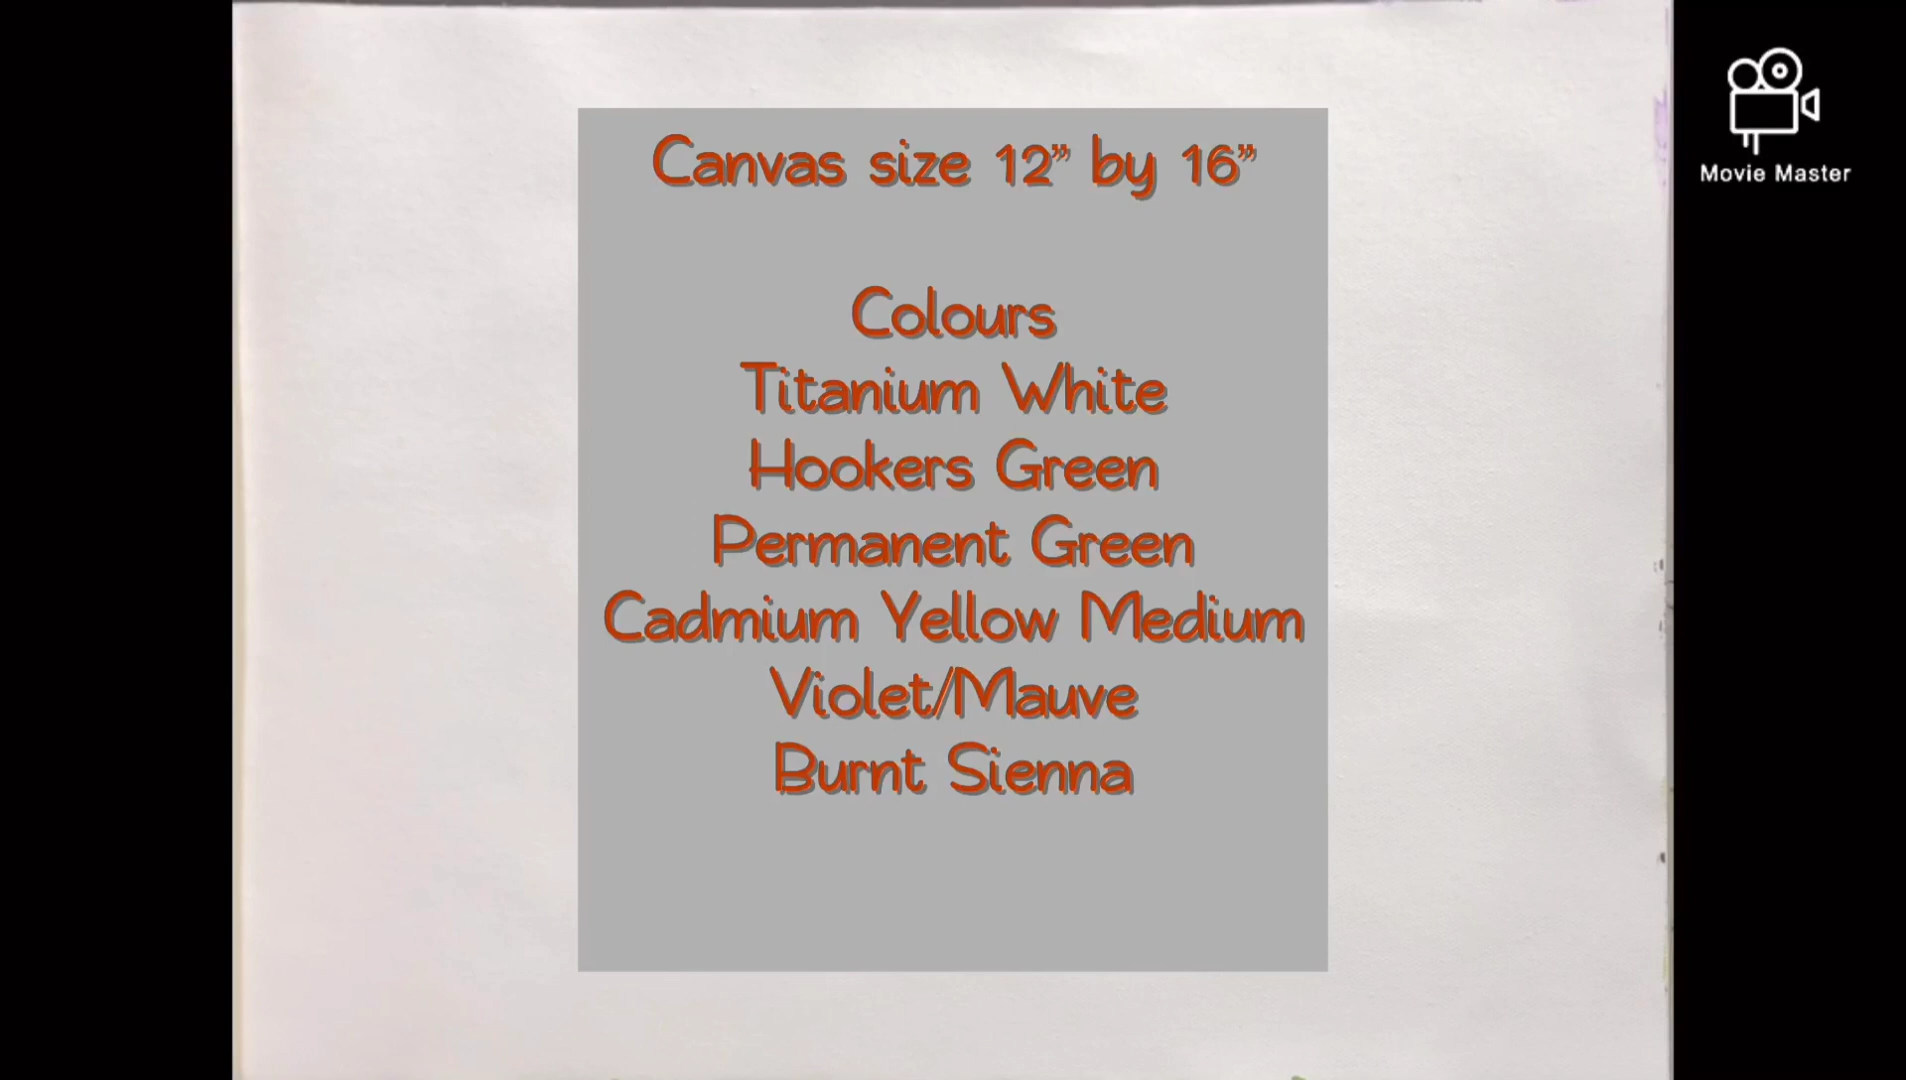 Canvas size 12” by 16”
Colours
Titanium White
Hookers Green
Permanent Green
Cadmium Yellow Medium
Violet/Mauve
Burnt Sienna
Movie Master